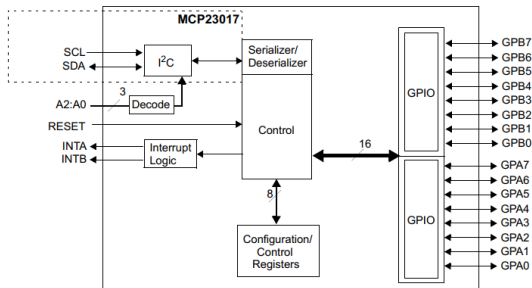 MCP23017
SCL
SDA
I2C
Serializer/
Deserializer
A2:A0
3
Decode
RESET
Control
INTA
INTB
Interrupt
Logic
16
8
Configuration/
Control
Registers
GPIO
GPB7
GPB6
GPB5
GPB4
GPB3
GPB2
GPB1
GPB0
GPIO
GPA7
GPA6
GPA5
GPA4
GPA3
GPA2
GPA1
GPA0